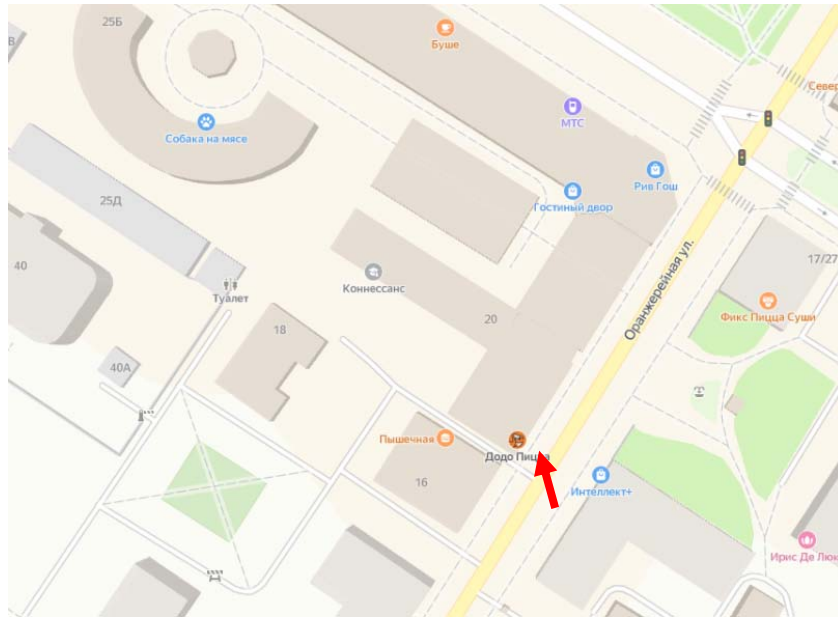 25Б
В
Буше
Север
МТС
Собака на мясе
Рив Гош
Гостиный двор
25Д
Оранжерейная ул.
17/27
40
Туалет
Коннессанс
Фикс Пицца Суши
20
18
40А
Пышечная
Додо Пицца
16
Интеллект+
Ирис Де Люк